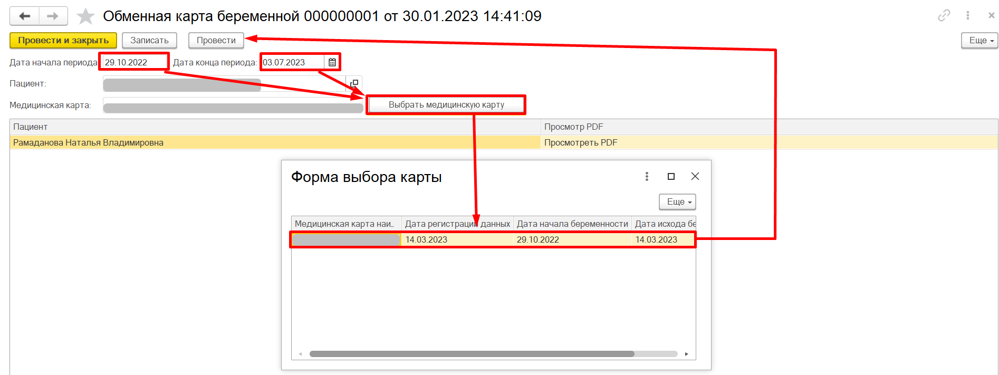 Обменная карта беременной 000000001 от 30.01.2023 14:41:09
Провести и закрыть Записать Провести Еще
Дата начала периода 29.10.2022 Дата конца периода: 03.07.2023
Пациент:
Медицинская карта: Выбрать медицинскую карту
Пациент Просмотр PDF
Рамаданова Наталья Владимировна Просмотреть PDF
Форма выбора карты
Еще
Медицинская карта наи... Дата регистрации данных Дата начала беременности Дата исхода бе
14.03.2023 29.10.2022 14.03.2023